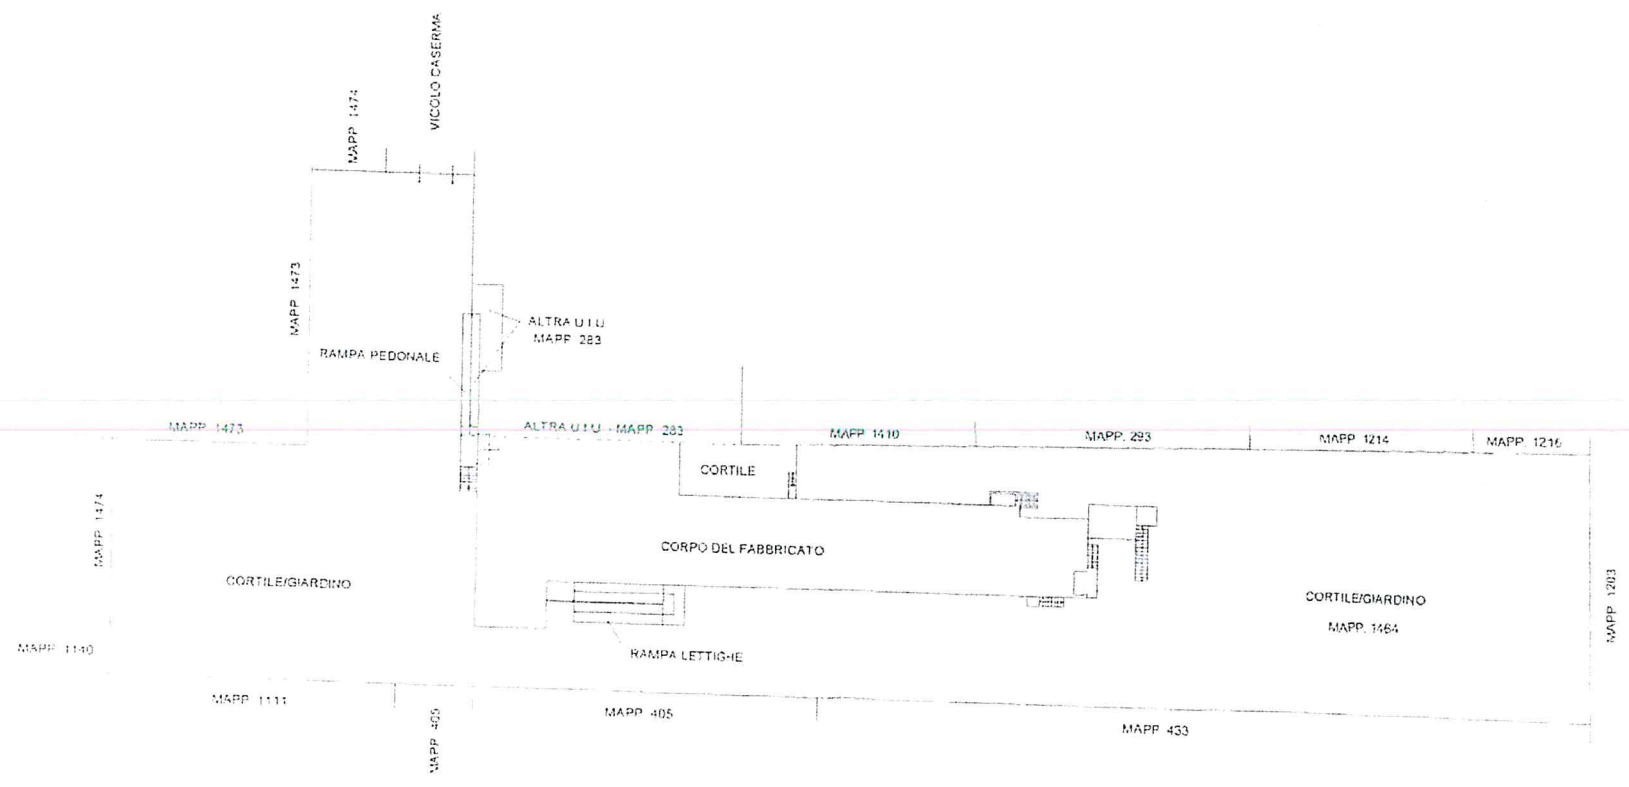 VICOLO CASERMA
MAPP. 1474
MAPP. 1473
ALTRA U.I.U
MAPP. 283
RAMPA PEDONALE
MAPP. 1473
ALTRA U.I.U. - MAPP. 283
MAPP. 1410
MAPP. 293
MAPP. 1214
MAPP. 1216
CORTILE
MAPP. 1474
CORPO DEL FABBRICATO
CORTILE/GIARDINO
CORTILE/GIARDINO
MAPP. 1464
MAPP. 1203
MAPP. 1140
RAMPA LETTIGHE
MAPP. 1111
MAPP. 405
MAPP. 405
MAPP. 433